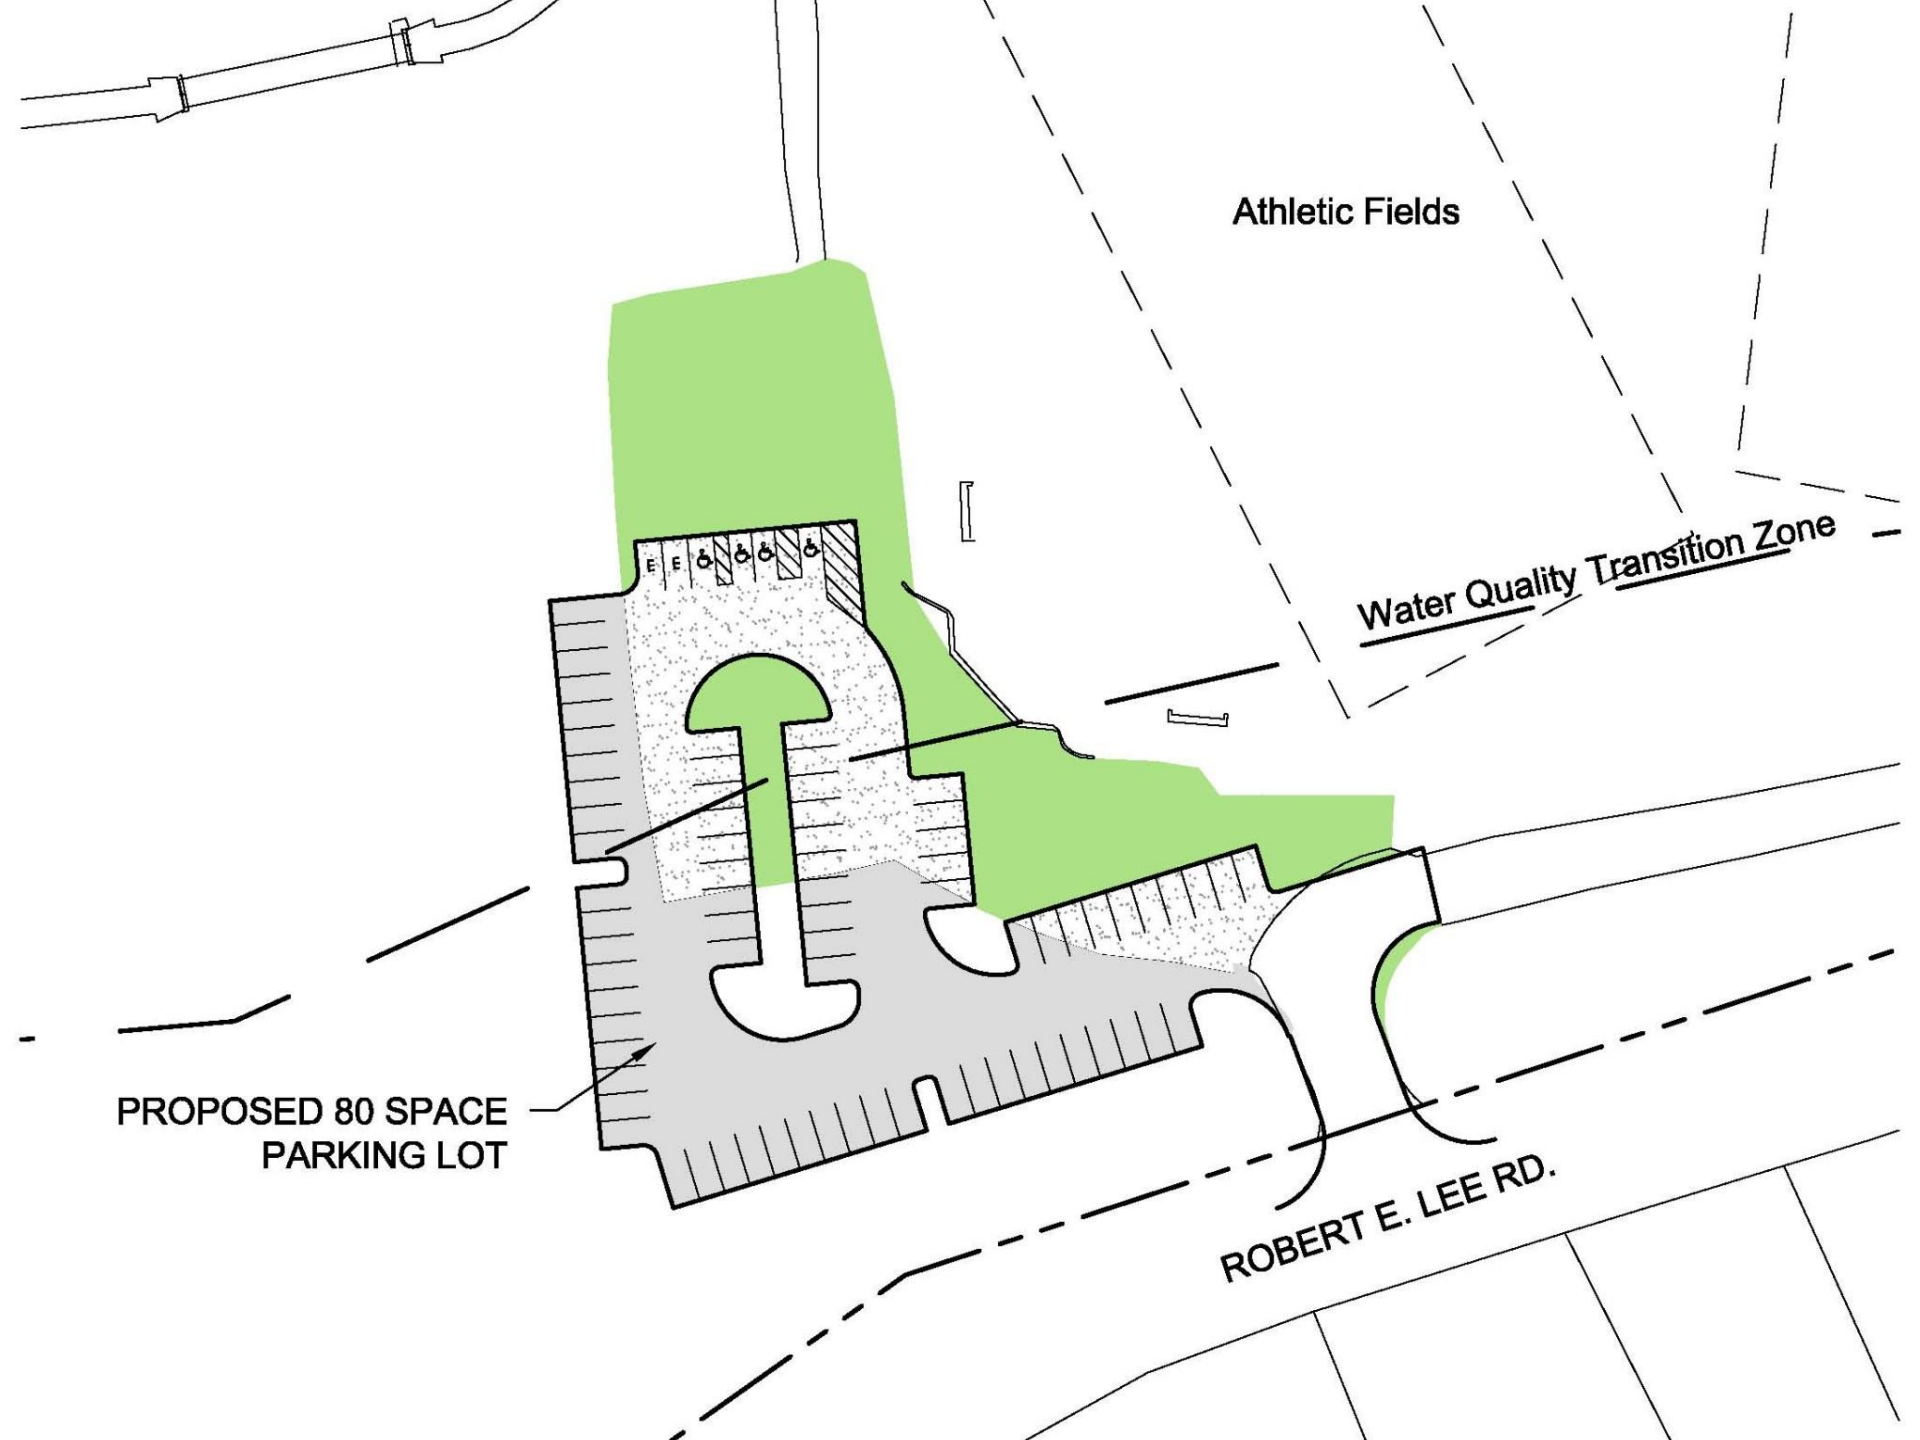 Athletic Fields
Water Quality Transition Zone
E E
PROPOSED 80 SPACE
PARKING LOT
ROBERT E. LEE RD.